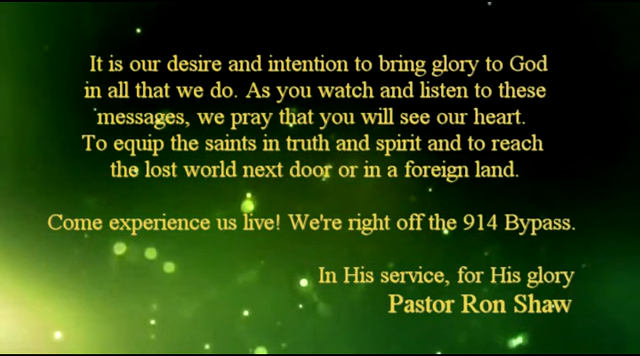 It is our desire and intention to bring glory to God
in all that we do. As you watch and listen to these
messages, we pray that you will see our heart.
To equip the saints in truth and spirit and to reach
the lost world next door or in a foreign land.
Come experience us live! We're right off the 914 Bypass.
In His service, for His glory
Pastor Ron Shaw